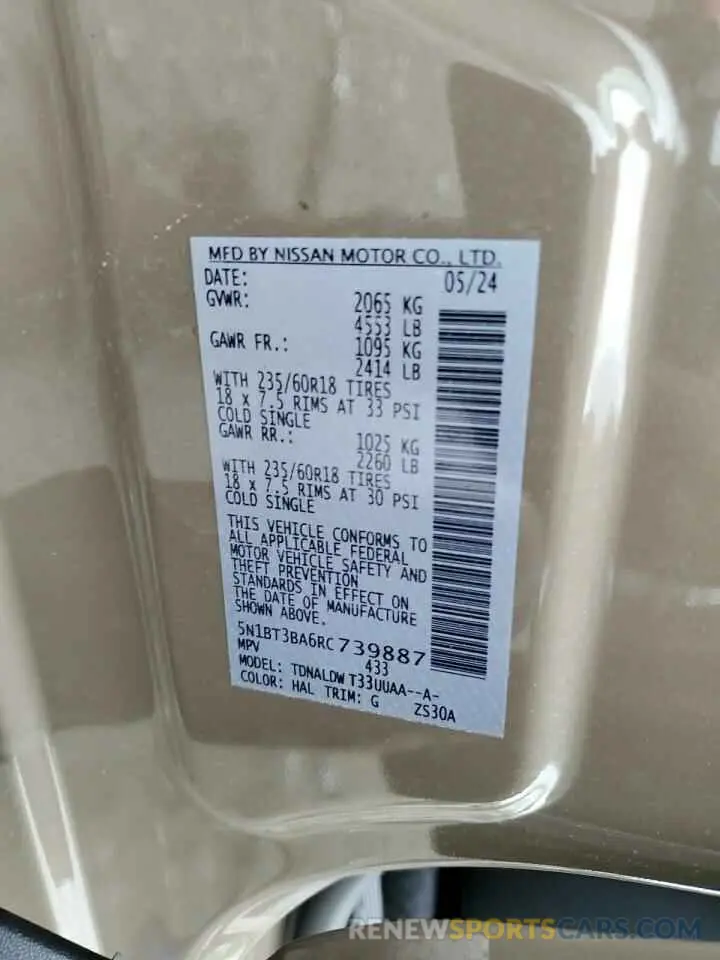 MFD BY NISSAN MOTOR CO., LTD.
DATE: 05/24
GVWR: 2065 KG
4553 LB
GAWR FR.: 1095 KG
2414 LB
WITH 235/60R18 TIRES
18 x 7.5 RIMS AT 33 PSI
COLD SINGLE
GAWR RR.: 1025 KG
2260 LB
WITH 235/60R18 TIRES
18 x 7.5 RIMS AT 30 PSI
COLD SINGLE
THIS VEHICLE CONFORMS TO
ALL APPLICABLE FEDERAL
MOTOR VEHICLE SAFETY AND
THEFT PREVENTION
STANDARDS IN EFFECT ON
THE DATE OF MANUFACTURE
SHOWN ABOVE.
5N1BT3BA6RC739887
MPV 433
MODEL: TDNALDW T33UUAA--A-
COLOR: HAL TRIM: G ZS30A
RENEWSPORTSCARS.COM